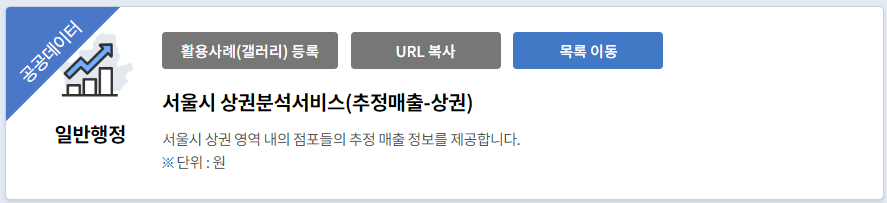 공공데이터
일반행정
활용사례(갤러리) 등록
URL 복사
목록 이동
서울시 상권분석서비스(추정매출-상권)
서울시 상권 영역 내의 점포들의 추정 매출 정보를 제공합니다.
※ 단위 : 원